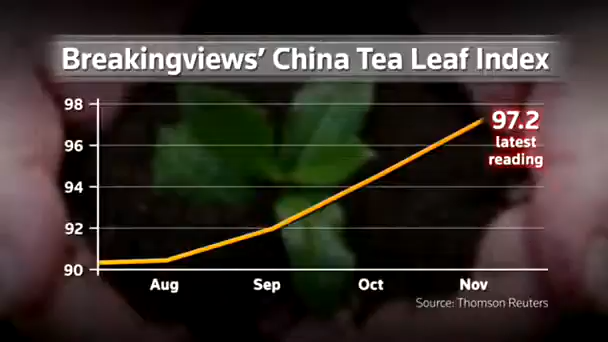 Breakingviews' China Tea Leaf Index
98
96
94
92
90
97.2
latest
reading
Aug Sep Oct Nov
Source: Thomson Reuters